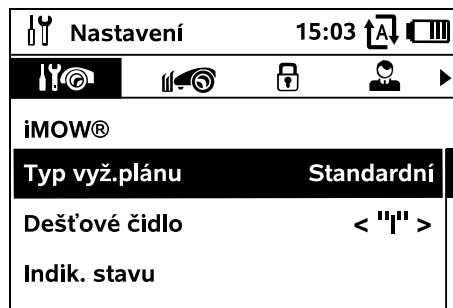 Nastavení 15:03 A
iMOW®
Typ vyž.plánu Standardní
Dešťové čidlo < "I" >
Indik. stavu